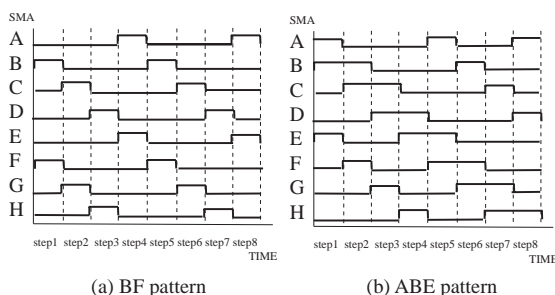 SMA
A
B
C
D
E
F
G
H
step1 step2 step3 step4 step5 step6 step7 step8
TIME
(a) BF pattern
SMA
A
B
C
D
E
F
G
H
step1 step2 step3 step4 step5 step6 step7 step8
TIME
(b) ABE pattern